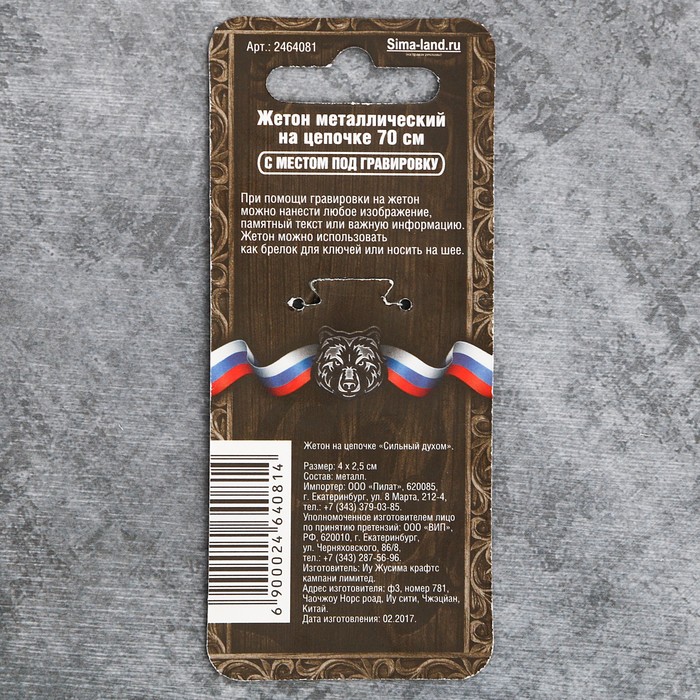 Арт.: 2464081
Sima-land.ru
Жетон металлический
на цепочке 70 см
С МЕСТОМ ПОД ГРАВИРОВКУ
При помощи гравировки на жетон
можно нанести любое изображение,
памятный текст или важную информацию.
Жетон можно использовать
как брелок для ключей или носить на шее.
Жетон на цепочке «Сильный духом».
Размер: 4 х 2,5 см
Состав: металл.
Импортер: ООО «Пилат», 620085,
г. Екатеринбург, ул. 8 Марта, 212-4,
тел.: +7 (343) 379-03-85.
Уполномоченное изготовителем лицо
по принятию претензий: ООО «ВИП»,
РФ, 620010, г. Екатеринбург,
ул. Черняховского, 86/8,
тел.: +7 (343) 287-56-96.
Изготовитель: Иу Жусима крафтс
кампани лимитед.
Адрес изготовителя: ф3, номер 781,
Чаочжоу Норс роад, Иу сити, Чжэцйан,
Китай.
Дата изготовления: 02.2017.
6900024640814